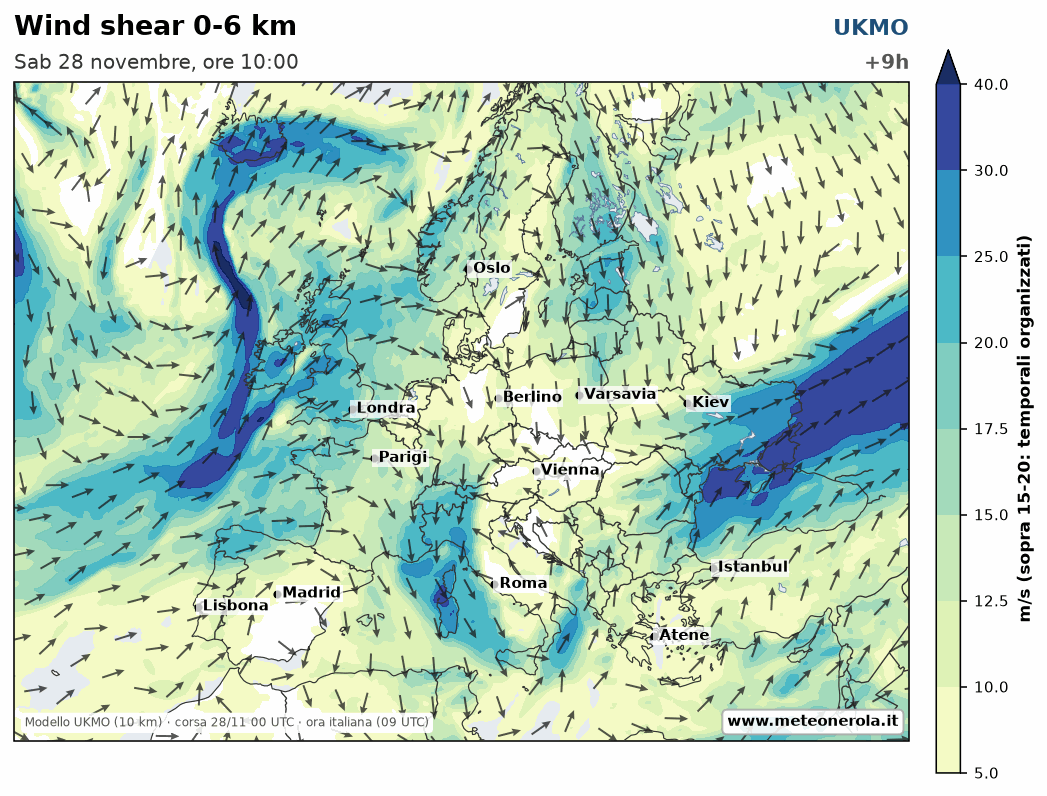 Wind shear 0-6 km
UKMO
Sab 28 novembre, ore 10:00
+9h
40.0
30.0
25.0
20.0
17.5
15.0
12.5
10.0
5.0
m/s (sopra 15-20: temporali organizzati)
Oslo
Berlino
Varsavia
Kiev
Londra
Parigi
Vienna
Istanbul
Roma
Madrid
Lisbona
Atene
Modello UKMO (10 km) · corsa 28/11 00 UTC · ora italiana (09 UTC)
www.meteonerola.it